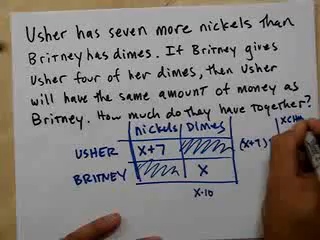 Usher has seven more nickels than
Britney has dimes. If Britney gives
Usher four of her dimes, then Usher
will have the same amount of money as
Britney. How much do they have together?
nickels Dimes
USHER x+7 (x+7)
BRITNEY x
x·10